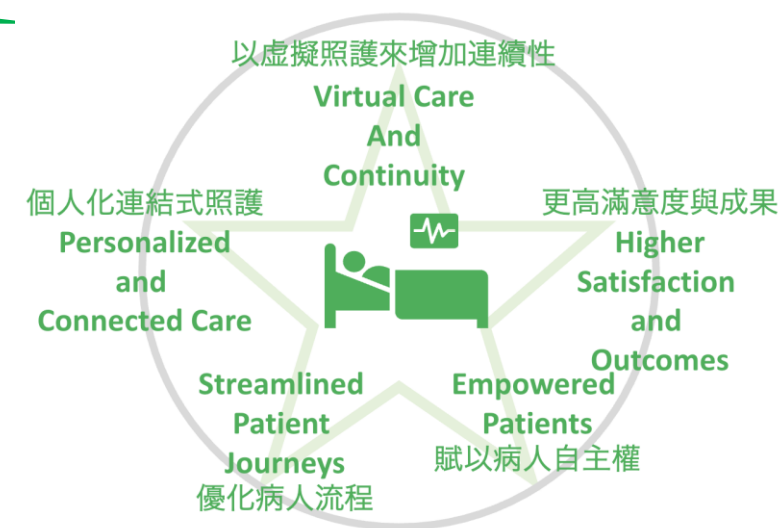 以虛擬照護來增加連續性
Virtual Care
And
Continuity
個人化連結式照護
Personalized
and
Connected Care
更高滿意度與成果
Higher
Satisfaction
and
Outcomes
Streamlined
Patient
Journeys
優化病人流程
Empowered
Patients
賦以病人自主權